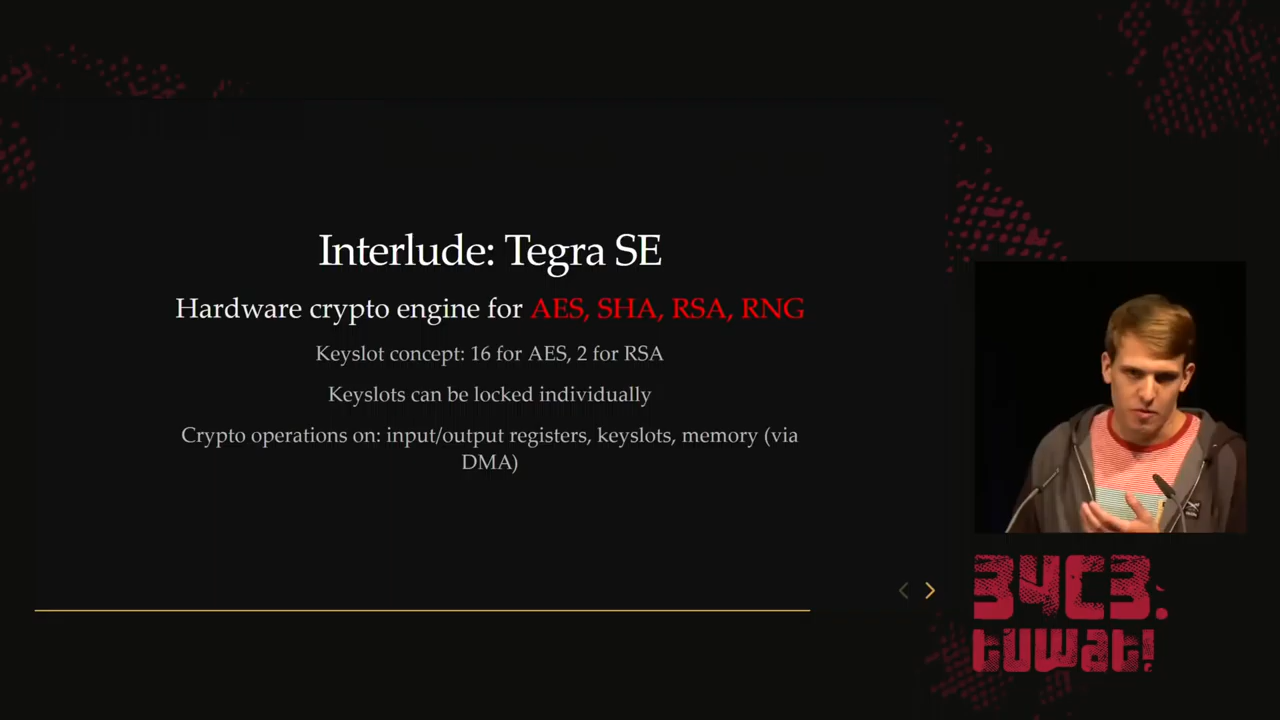 Interlude: Tegra SE
Hardware crypto engine for AES, SHA, RSA, RNG
Keyslot concept: 16 for AES, 2 for RSA
Keyslots can be locked individually
Crypto operations on: input/output registers, keyslots, memory (via
DMA)
34C3.
tuwat!